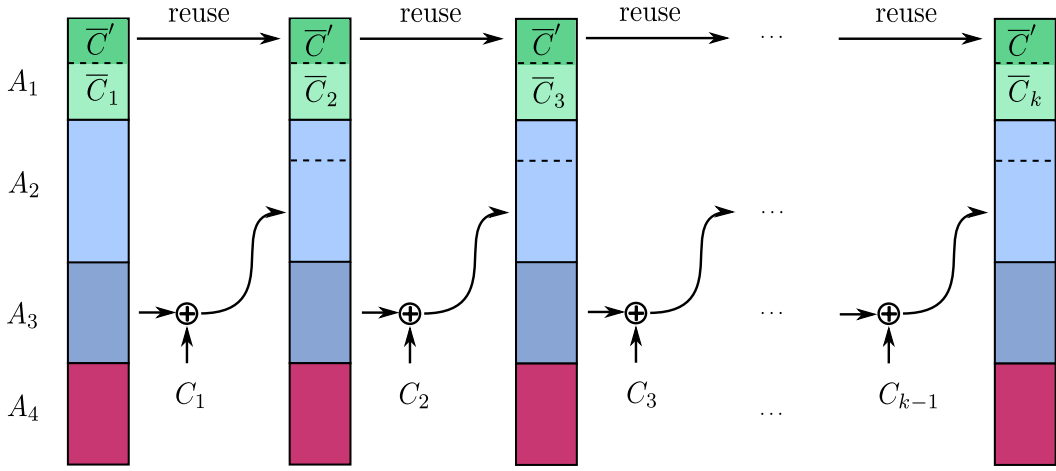 reuse reuse reuse reuse
C̅′ C̅′ C̅′ ··· C̅′
A₁ C̅₁ C̅₂ C̅₃ C̅ₖ
A₂ ···
A₃ ···
C₁ C₂ C₃ Cₖ₋₁
A₄ ···